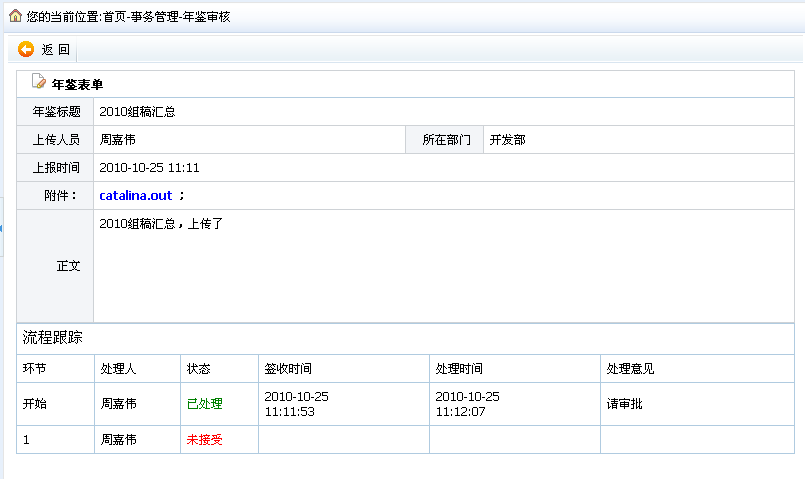 您的当前位置:首页-事务管理-年鉴审核
返 回
年鉴表单
年鉴标题 2010组稿汇总
上传人员 周嘉伟 所在部门 开发部
上报时间 2010-10-25 11:11
附件： catalina.out ；
2010组稿汇总，上传了
正文
流程跟踪
环节 处理人 状态 签收时间 处理时间 处理意见
开始 周嘉伟 已处理 2010-10-25 11:11:53 2010-10-25 11:12:07 请审批
1 周嘉伟 未接受